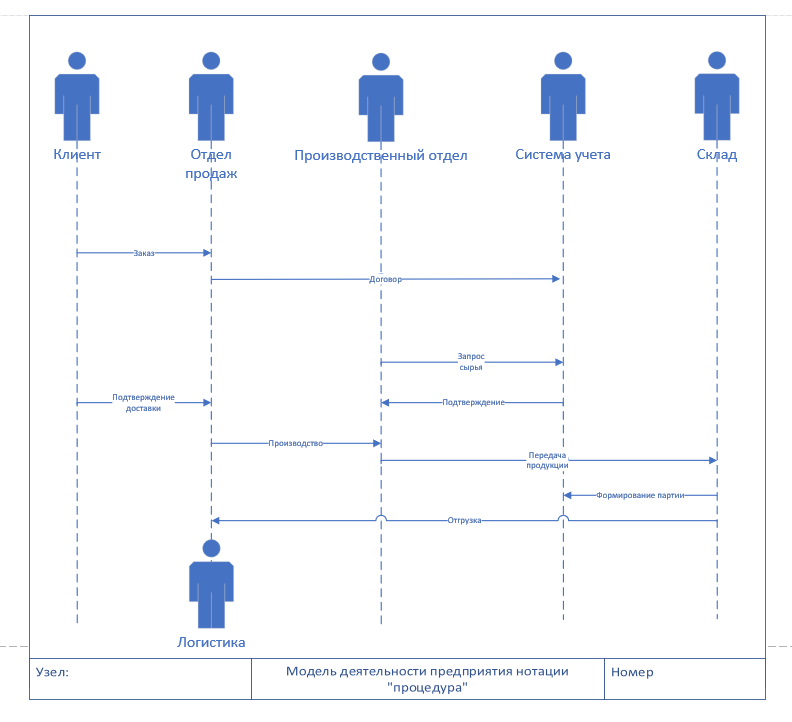 Клиент
Отдел
продаж
Производственный отдел
Система учета
Склад
Заказ
Договор
Запрос
сырья
Подтверждение
доставки
Подтверждение
Производство
Передача
продукции
Формирование партии
Отгрузка
Логистика
Узел:
Модель деятельности предприятия нотации
"процедура"
Номер